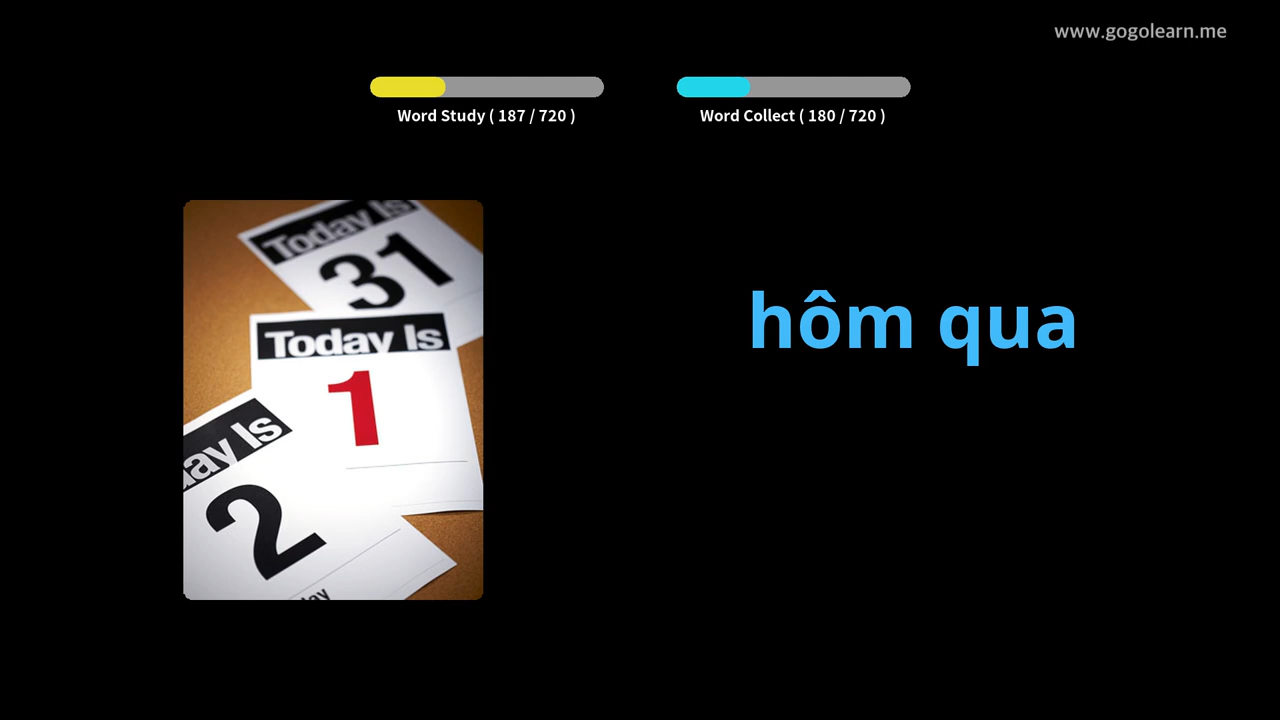 www.gogolearn.me
Word Study ( 187 / 720 )
Word Collect ( 180 / 720 )
Today Is
31
Today Is
1
ay Is
2
hôm qua